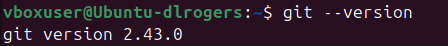 vboxuser@Ubuntu-dlrogers:~$ git --version
git version 2.43.0